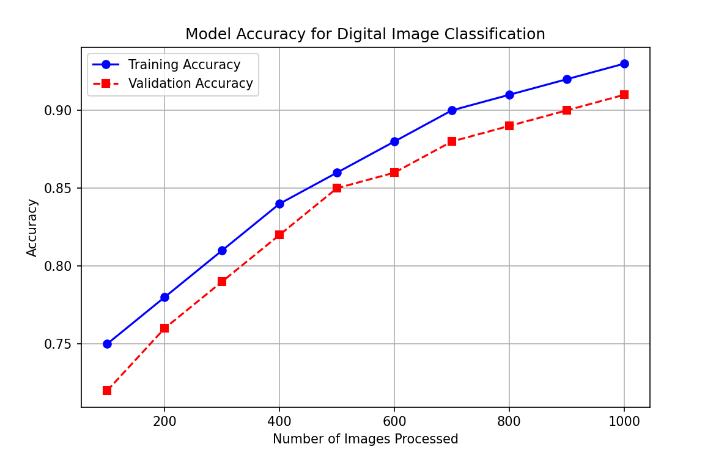 Model Accuracy for Digital Image Classification
Training Accuracy
Validation Accuracy
0.90
0.85
0.80
0.75
Accuracy
200 400 600 800 1000
Number of Images Processed